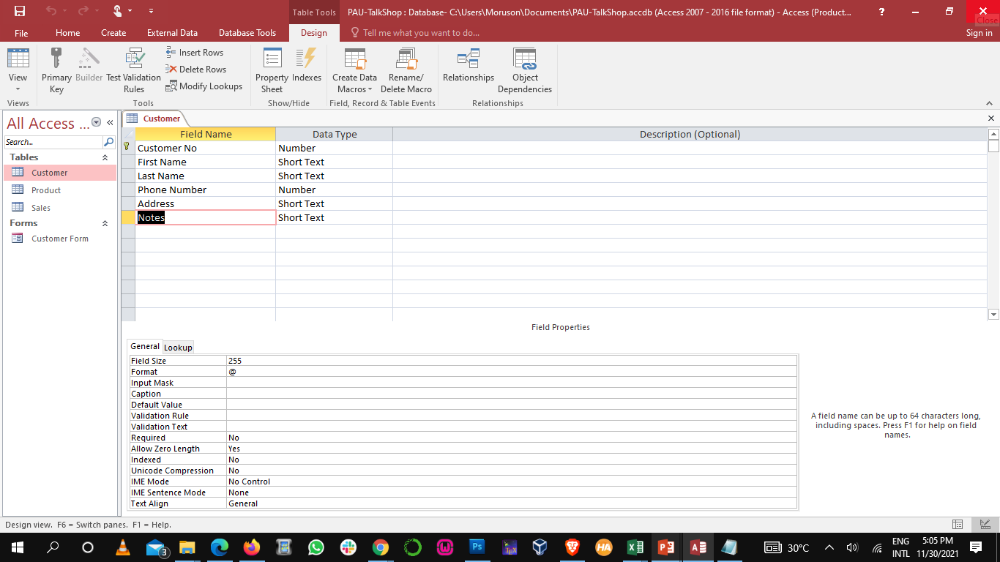 Table Tools
PAU-TalkShop : Database- C:\Users\Moruson\Documents\PAU-TalkShop.accdb (Access 2007 - 2016 file format) - Access (Product...
?
Close
File Home Create External Data Database Tools Design Tell me what you want to do... Sign in
View
Primary Key
Builder
Test Validation Rules
Insert Rows
Delete Rows
Modify Lookups
Property Sheet
Indexes
Create Data Macros
Rename/ Delete Macro
Relationships
Object Dependencies
Views Tools Show/Hide Field, Record & Table Events Relationships
All Access ...
Search...
Tables
Customer
Product
Sales
Forms
Customer Form
Customer
Field Name Data Type Description (Optional)
Customer No Number
First Name Short Text
Last Name Short Text
Phone Number Number
Address Short Text
Notes Short Text
Field Properties
General Lookup
Field Size 255
Format @
Input Mask
Caption
Default Value
Validation Rule
Validation Text
Required No
Allow Zero Length Yes
Indexed No
Unicode Compression No
IME Mode No Control
IME Sentence Mode None
Text Align General
A field name can be up to 64 characters long,
including spaces. Press F1 for help on field
names.
Design view. F6 = Switch panes. F1 = Help.
3
W
Ps
HA
30°C
ENG
INTL
5:05 PM
11/30/2021